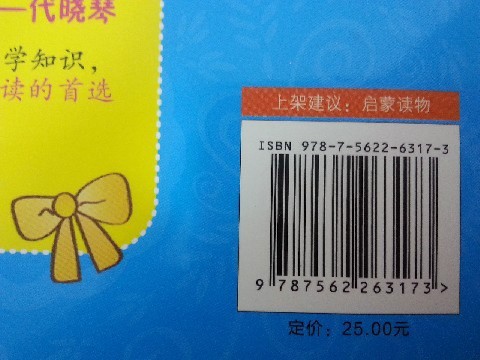 —代晓琴
学知识，
读的首选
上架建议：启蒙读物
ISBN 978-7-5622-6317-3
9 787562 263173 >
定价：25.00元